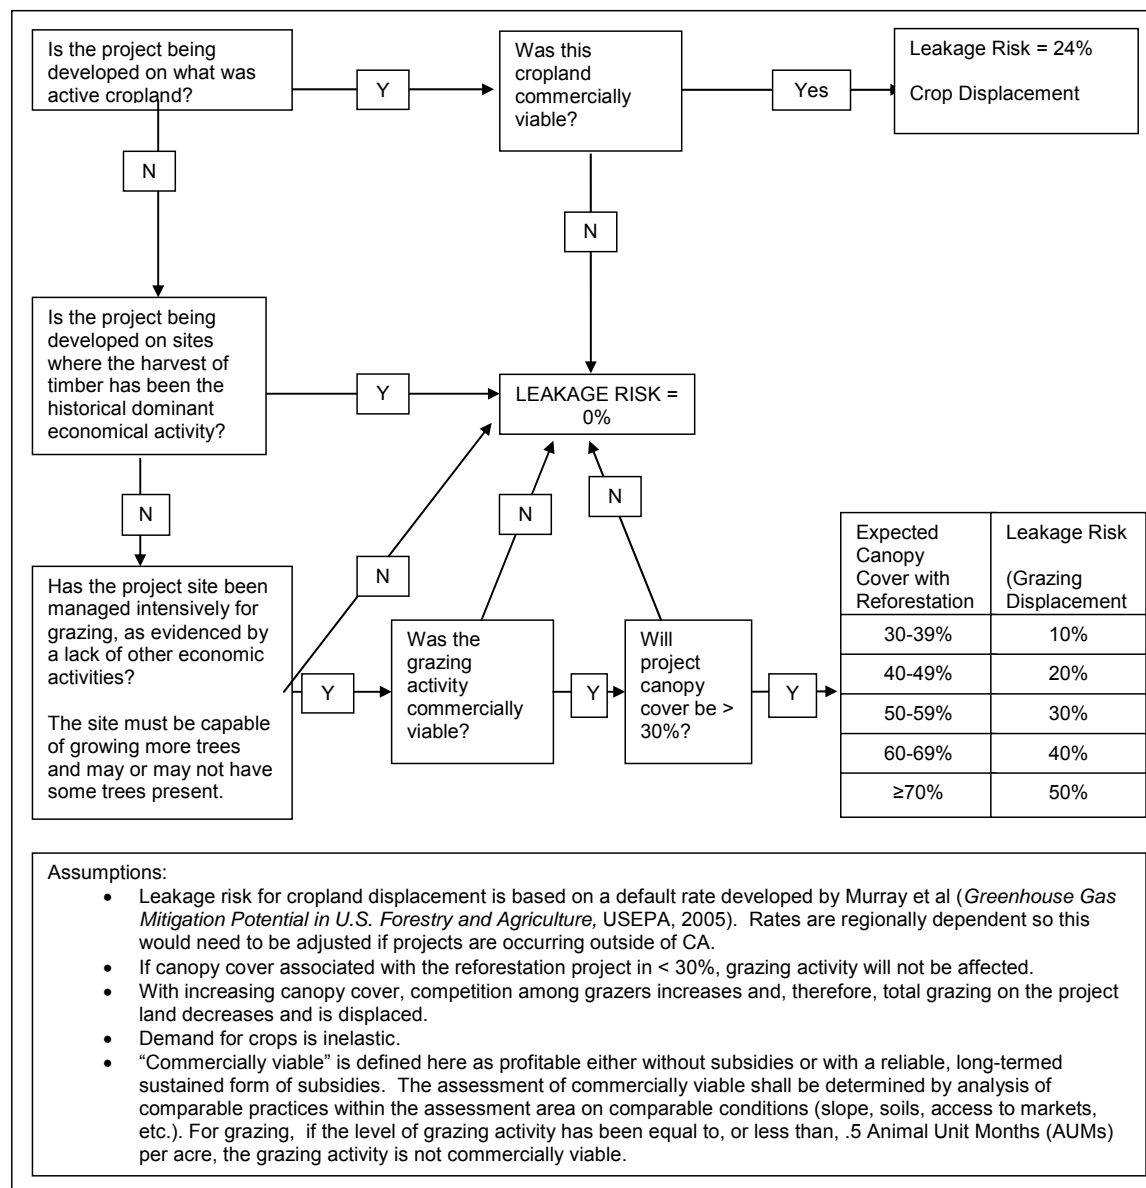 Is the project being
developed on what was
active cropland?
Y
Was this
cropland
commercially
viable?
Yes
Leakage Risk = 24%
Crop Displacement
N
N
Is the project being
developed on sites
where the harvest of
timber has been the
historical dominant
economical activity?
Y
LEAKAGE RISK =
0%
N
N
N
N
Has the project site been
managed intensively for
grazing, as evidenced by
a lack of other economic
activities?
The site must be capable
of growing more trees
and may or may not have
some trees present.
Y
Was the
grazing
activity
commercially
viable?
Y
Will
project
canopy
cover be >
30%?
Y
Expected
Canopy
Cover with
Reforestation
Leakage Risk
(Grazing
Displacement
30-39% 10%
40-49% 20%
50-59% 30%
60-69% 40%
≥70% 50%
Assumptions:
• Leakage risk for cropland displacement is based on a default rate developed by Murray et al (Greenhouse Gas
Mitigation Potential in U.S. Forestry and Agriculture, USEPA, 2005). Rates are regionally dependent so this
would need to be adjusted if projects are occurring outside of CA.
• If canopy cover associated with the reforestation project in < 30%, grazing activity will not be affected.
• With increasing canopy cover, competition among grazers increases and, therefore, total grazing on the project
land decreases and is displaced.
• Demand for crops is inelastic.
• “Commercially viable” is defined here as profitable either without subsidies or with a reliable, long-termed
sustained form of subsidies. The assessment of commercially viable shall be determined by analysis of
comparable practices within the assessment area on comparable conditions (slope, soils, access to markets,
etc.). For grazing, if the level of grazing activity has been equal to, or less than, .5 Animal Unit Months (AUMs)
per acre, the grazing activity is not commercially viable.